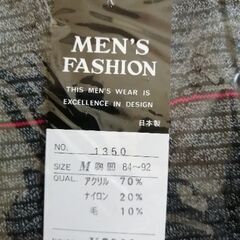 MEN'S
FASHION
THIS MEN'S WEAR IS
EXCELLENCE IN DESIGN
日本製
NO. 1350
SIZE M 胸囲 84~92
QUAL. アクリル 70%
ナイロン 20%
毛 10%